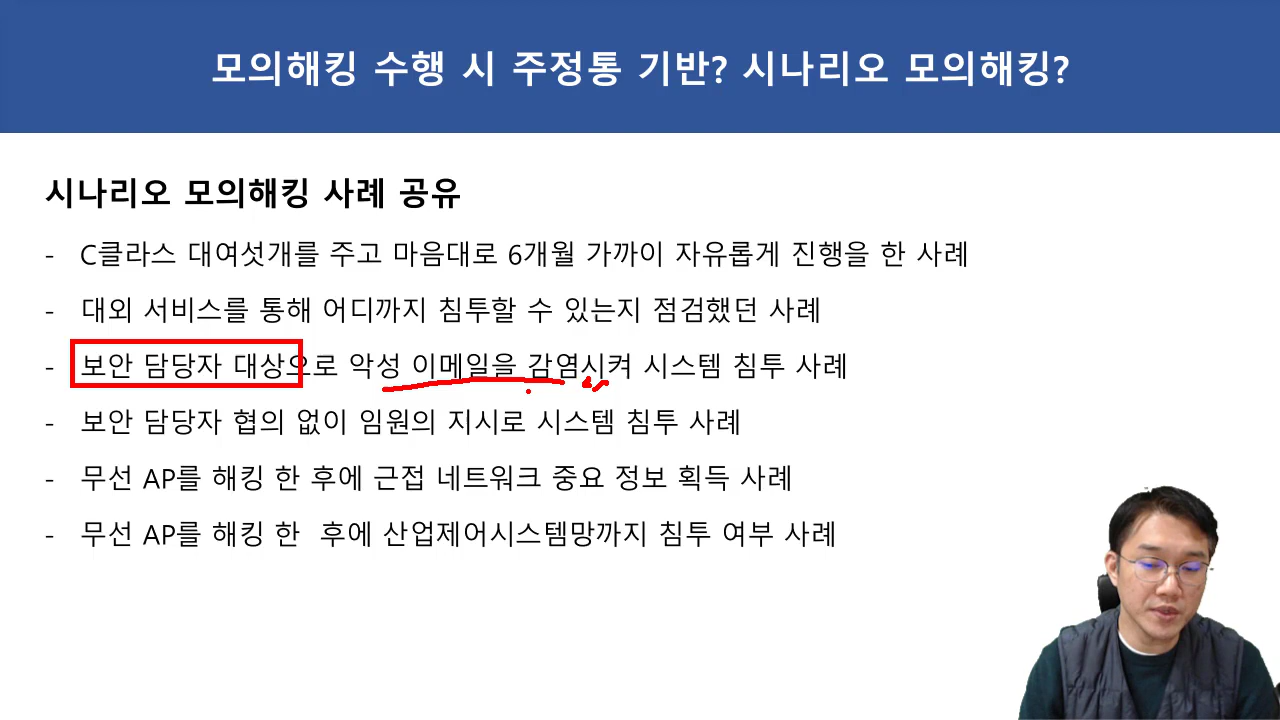 모의해킹 수행 시 주정통 기반? 시나리오 모의해킹?
시나리오 모의해킹 사례 공유
- C클라스 대여섯개를 주고 마음대로 6개월 가까이 자유롭게 진행을 한 사례
- 대외 서비스를 통해 어디까지 침투할 수 있는지 점검했던 사례
- 보안 담당자 대상으로 악성 이메일을 감염시켜 시스템 침투 사례
- 보안 담당자 협의 없이 임원의 지시로 시스템 침투 사례
- 무선 AP를 해킹 한 후에 근접 네트워크 중요 정보 획득 사례
- 무선 AP를 해킹 한 후에 산업제어시스템망까지 침투 여부 사례